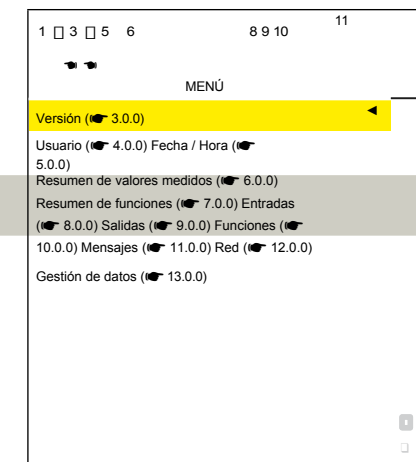 1 □ 3 □ 5 6 8 9 10 11
☚ ☚
MENÚ
Versión (☛ 3.0.0) ◄
Usuario (☛ 4.0.0) Fecha / Hora (☛
5.0.0)
Resumen de valores medidos (☛ 6.0.0)
Resumen de funciones (☛ 7.0.0) Entradas
(☛ 8.0.0) Salidas (☛ 9.0.0) Funciones (☛
10.0.0) Mensajes (☛ 11.0.0) Red (☛ 12.0.0)
Gestión de datos (☛ 13.0.0)